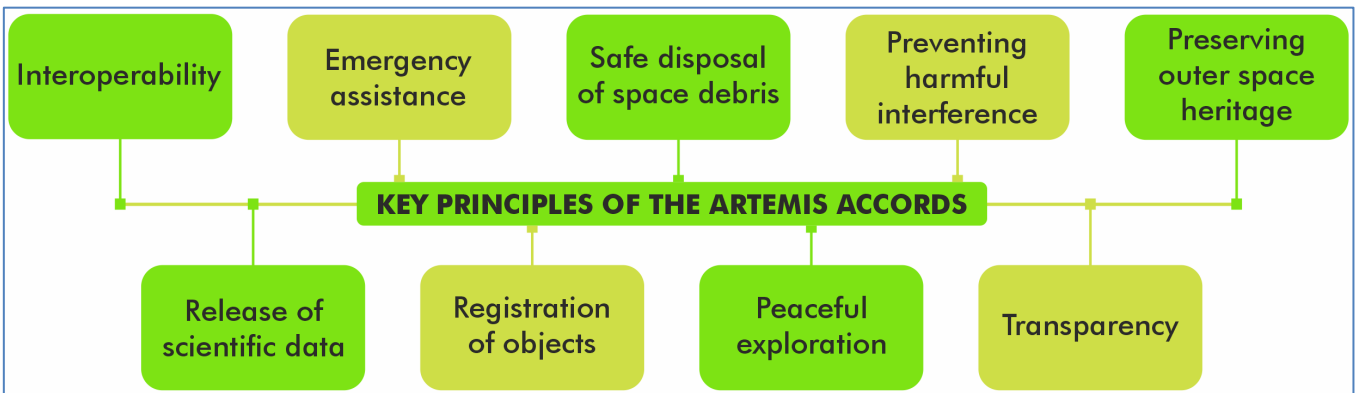 Interoperability
Emergency
assistance
Safe disposal
of space debris
Preventing
harmful
interference
Preserving
outer space
heritage
KEY PRINCIPLES OF THE ARTEMIS ACCORDS
Release of
scientific data
Registration
of objects
Peaceful
exploration
Transparency